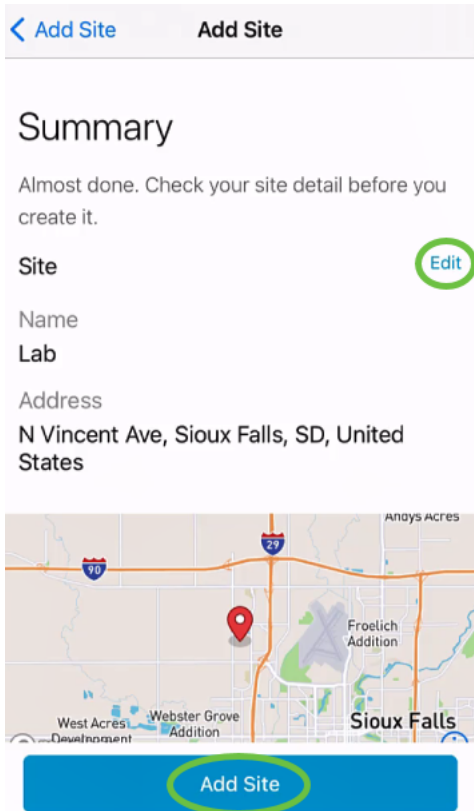 Add Site
Add Site
Summary
Almost done. Check your site detail before you
create it.
Site
Edit
Name
Lab
Address
N Vincent Ave, Sioux Falls, SD, United
States
Andys Acres
29
90
Froelich
Addition
West Acres
Development
Webster Grove
Addition
Sioux Falls
Add Site